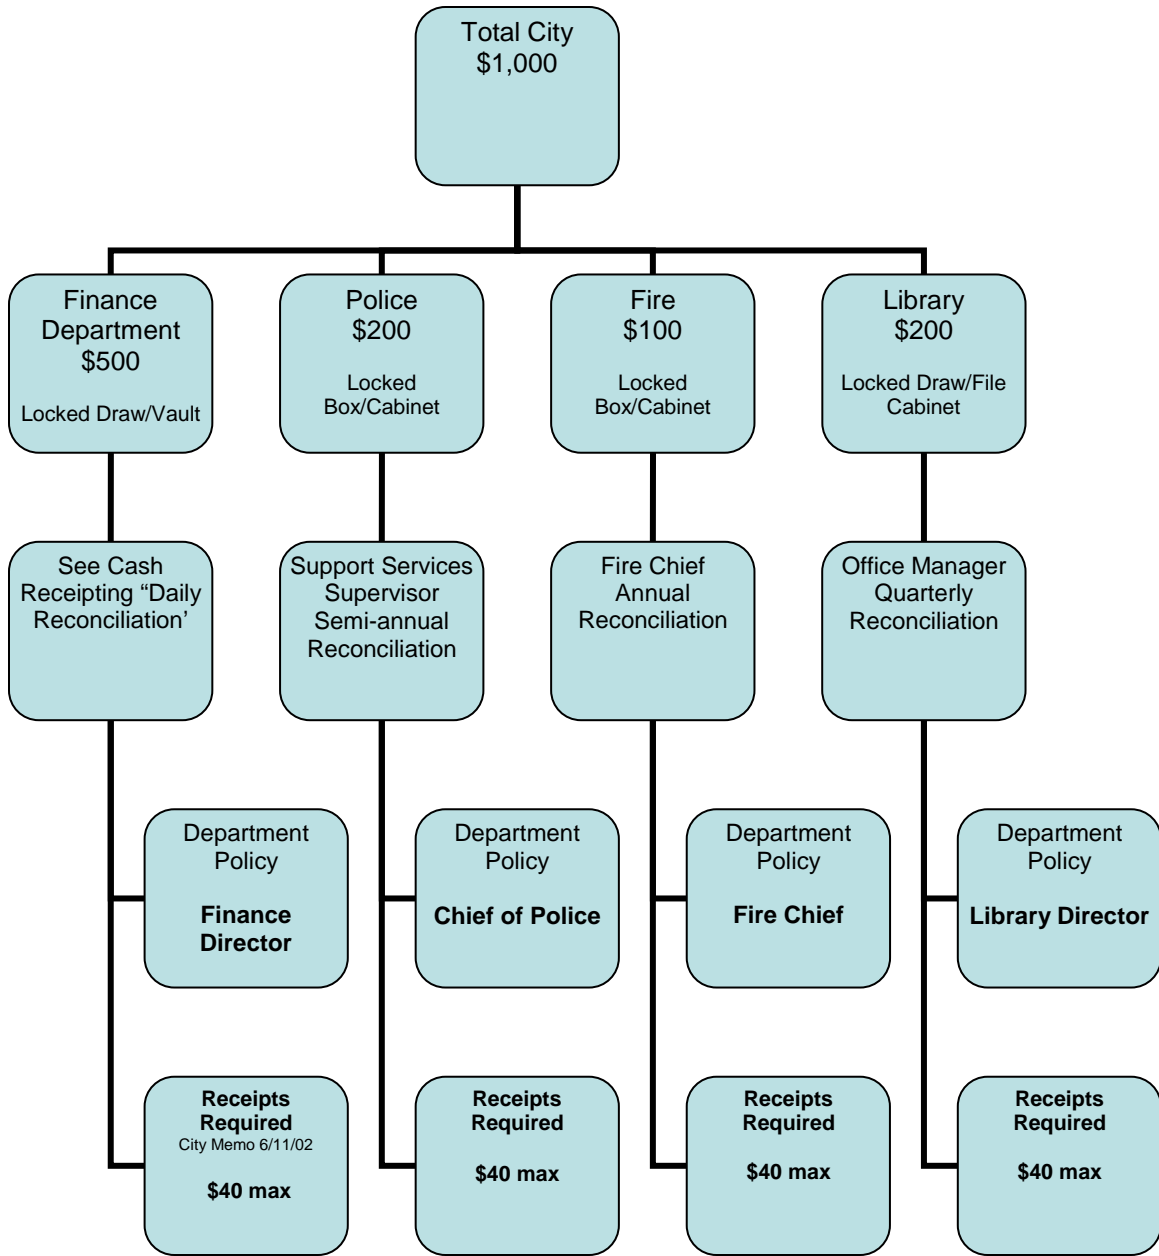 Total City
$1,000
Finance
Department
$500
Locked Draw/Vault
Police
$200
Locked
Box/Cabinet
Fire
$100
Locked
Box/Cabinet
Library
$200
Locked Draw/File
Cabinet
See Cash
Receipting “Daily
Reconciliation’
Support Services
Supervisor
Semi-annual
Reconciliation
Fire Chief
Annual
Reconciliation
Office Manager
Quarterly
Reconciliation
Department
Policy
Finance
Director
Department
Policy
Chief of Police
Department
Policy
Fire Chief
Department
Policy
Library Director
Receipts
Required
City Memo 6/11/02
$40 max
Receipts
Required
$40 max
Receipts
Required
$40 max
Receipts
Required
$40 max